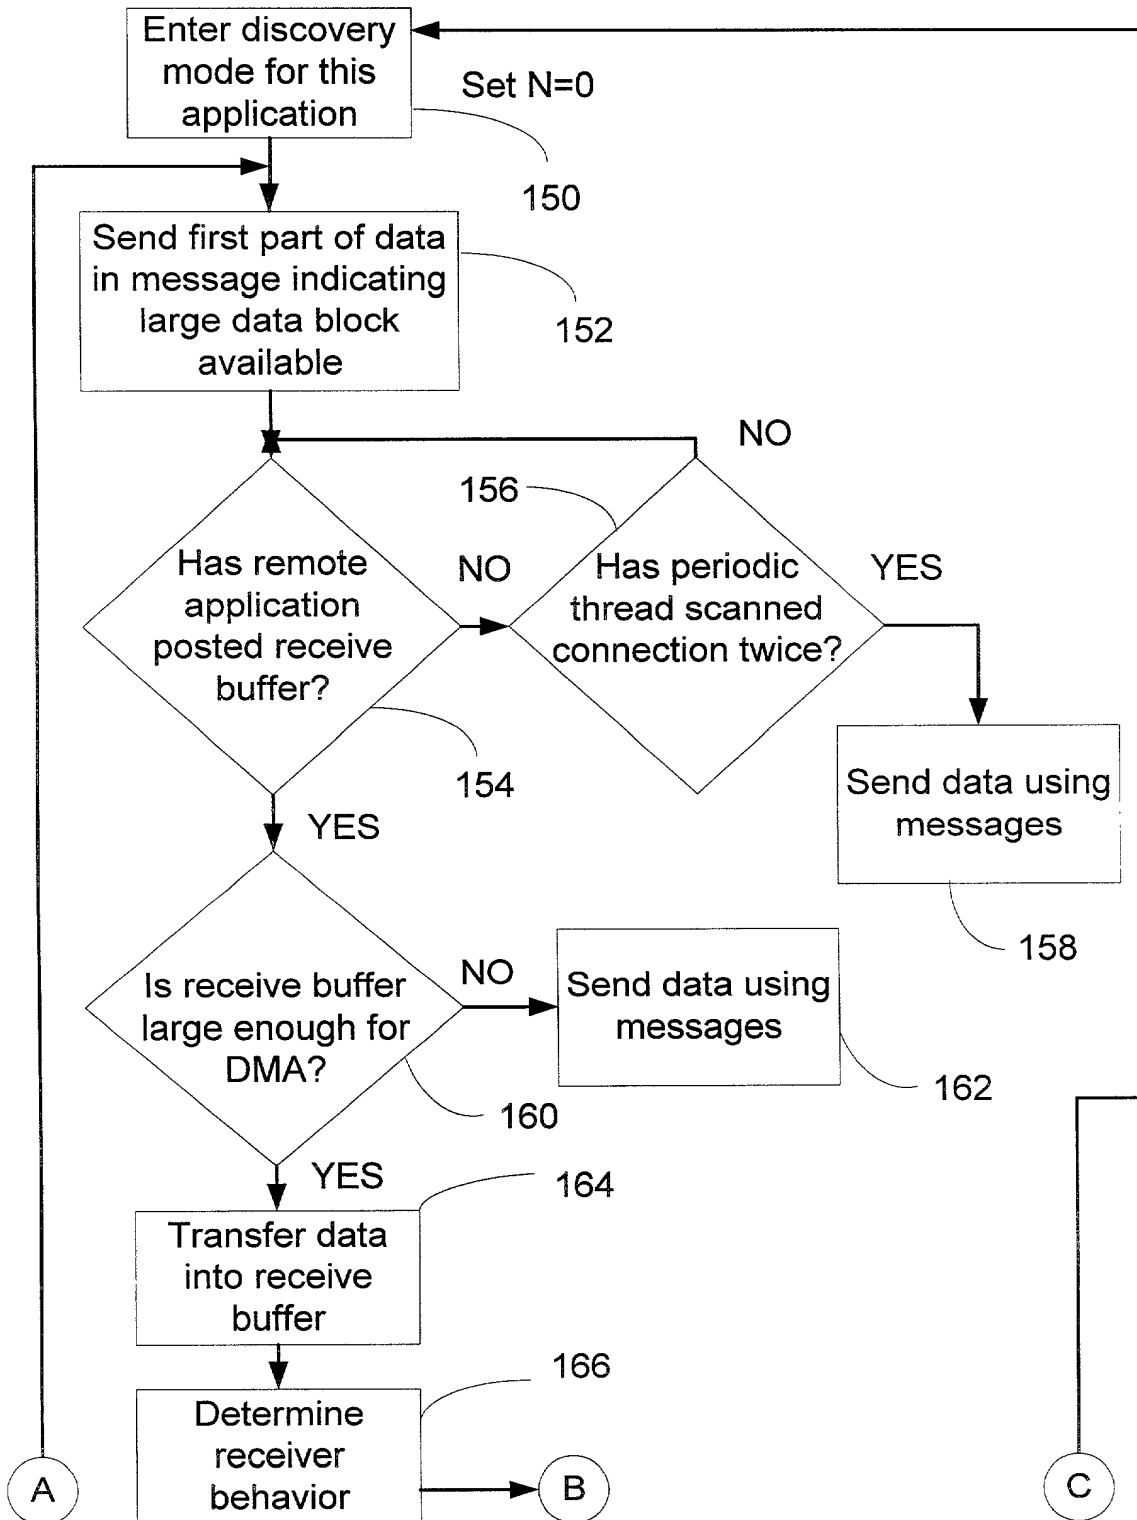 Enter discovery
mode for this
application
Set N=0
150
Send first part of data
in message indicating
large data block
available
152
NO
156
Has remote
application
posted receive
buffer?
NO
Has periodic
thread scanned
connection twice?
YES
154
YES
Send data using
messages
158
Is receive buffer
large enough for
DMA?
NO
Send data using
messages
160
162
YES
164
Transfer data
into receive
buffer
166
Determine
receiver
behavior
A
B
C